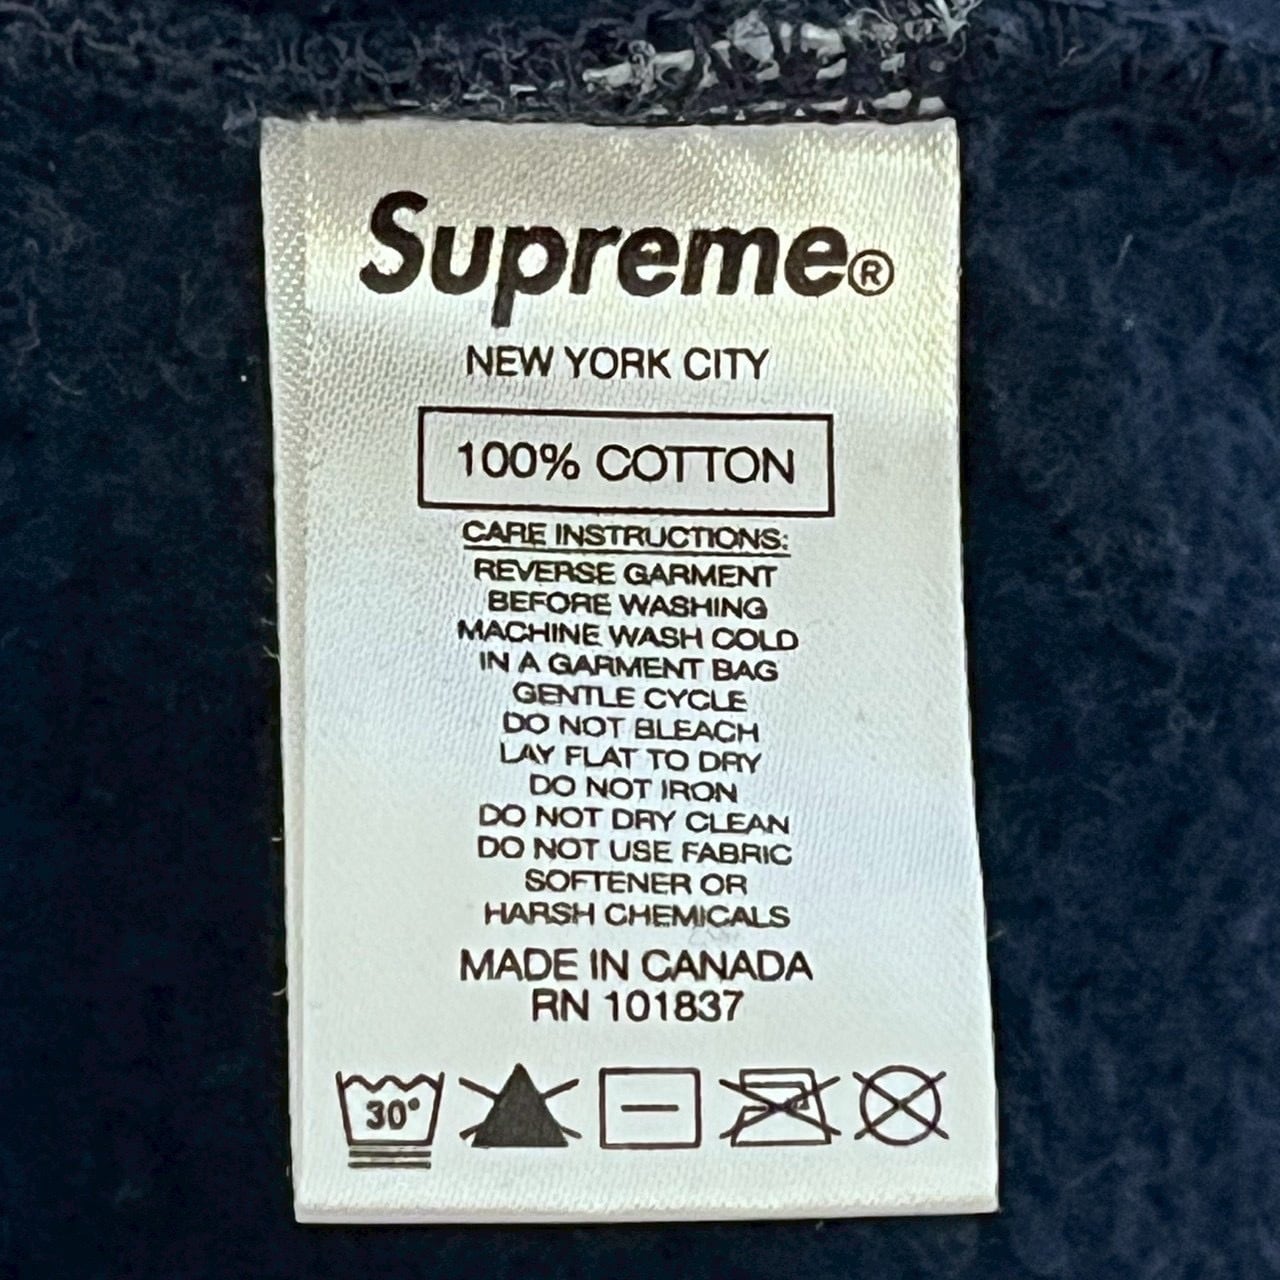 Supreme®
NEW YORK CITY
100% COTTON
CARE INSTRUCTIONS:
REVERSE GARMENT
BEFORE WASHING
MACHINE WASH COLD
IN A GARMENT BAG
GENTLE CYCLE
DO NOT BLEACH
LAY FLAT TO DRY
DO NOT IRON
DO NOT DRY CLEAN
DO NOT USE FABRIC
SOFTENER OR
HARSH CHEMICALS
MADE IN CANADA
RN 101837
30°